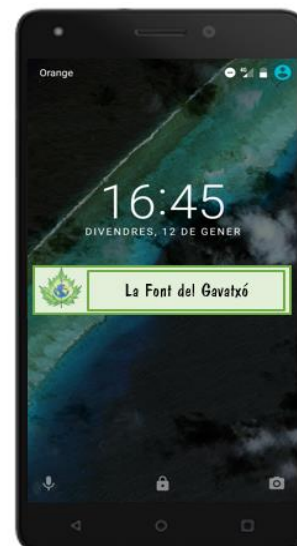 Orange
16:45
DIVENDRES, 12 DE GENER
La Font del Gavatxó